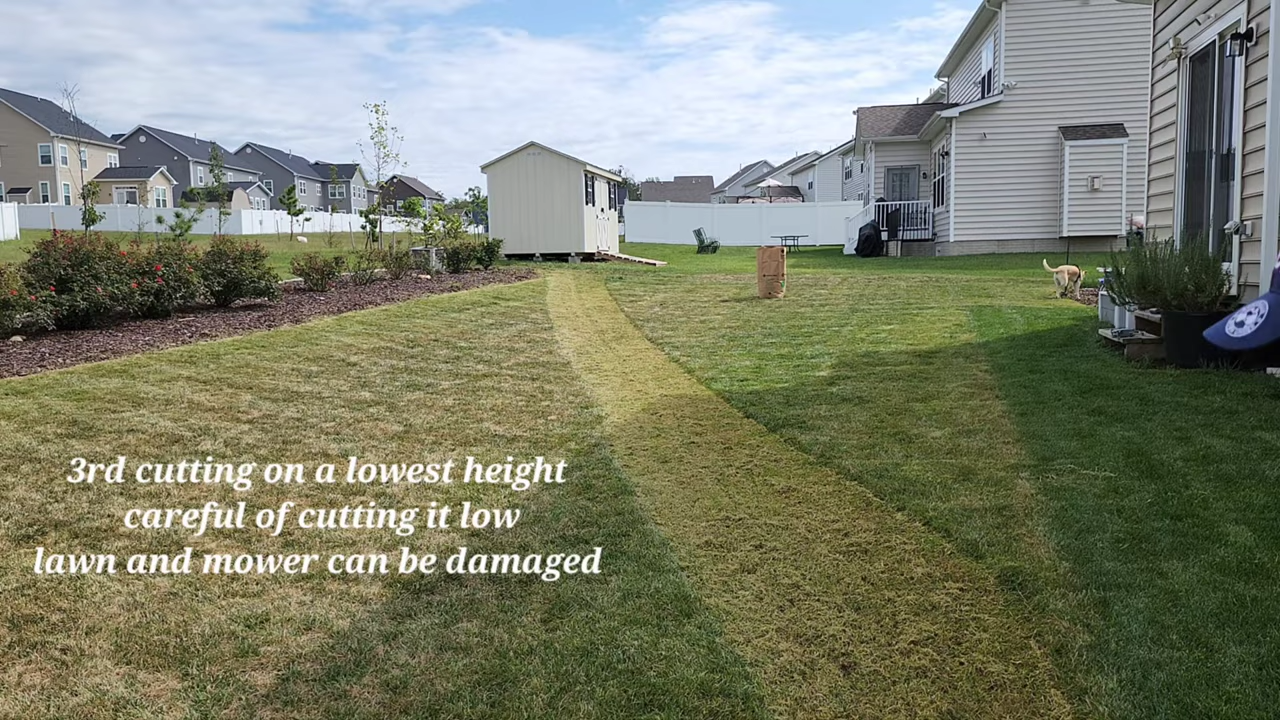 3rd cutting on a lowest height
careful of cutting it low
lawn and mower can be damaged